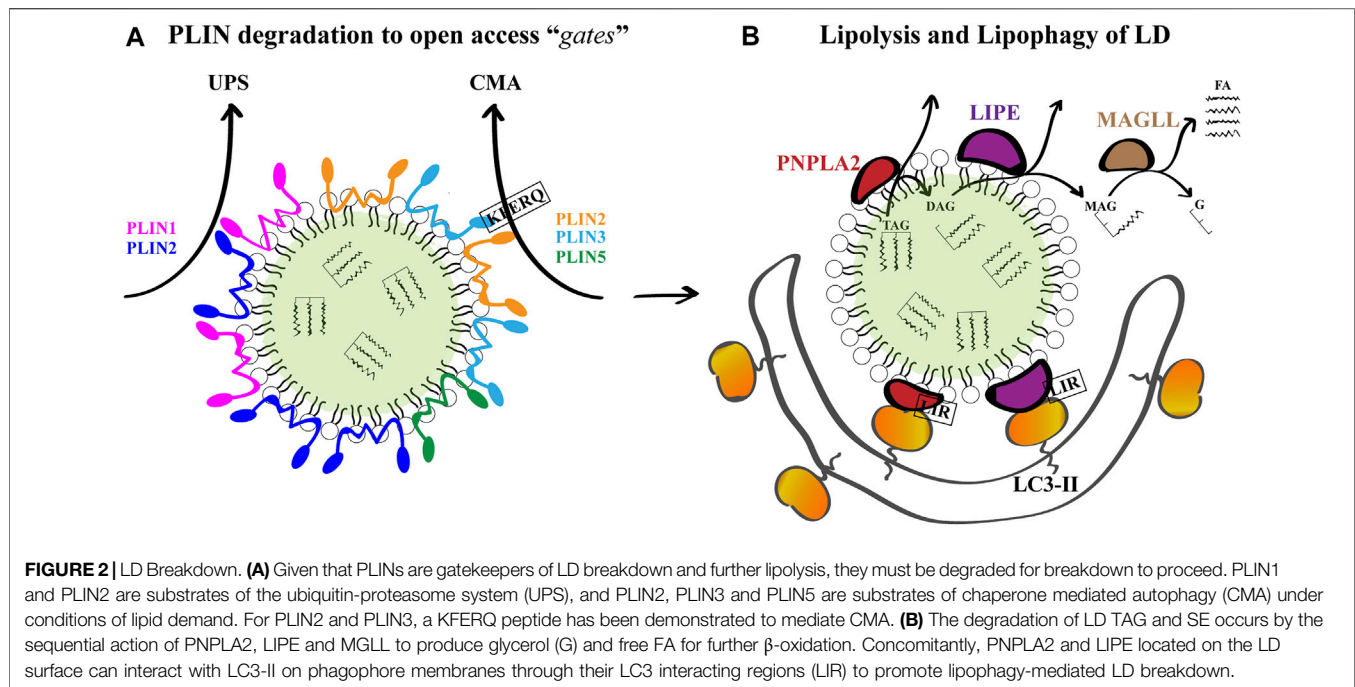 A PLIN degradation to open access “gates”
UPS
CMA
PLIN1
PLIN2
KFERQ
PLIN2
PLIN3
PLIN5
B Lipolysis and Lipophagy of LD
FA
LIPE
MAGLL
PNPLA2
TAG
DAG
MAG
G
LIR
LIR
LC3-II
FIGURE 2 | LD Breakdown. (A) Given that PLINs are gatekeepers of LD breakdown and further lipolysis, they must be degraded for breakdown to proceed. PLIN1
and PLIN2 are substrates of the ubiquitin-proteasome system (UPS), and PLIN2, PLIN3 and PLIN5 are substrates of chaperone mediated autophagy (CMA) under
conditions of lipid demand. For PLIN2 and PLIN3, a KFERQ peptide has been demonstrated to mediate CMA. (B) The degradation of LD TAG and SE occurs by the
sequential action of PNPLA2, LIPE and MGLL to produce glycerol (G) and free FA for further β-oxidation. Concomitantly, PNPLA2 and LIPE located on the LD
surface can interact with LC3-II on phagophore membranes through their LC3 interacting regions (LIR) to promote lipophagy-mediated LD breakdown.